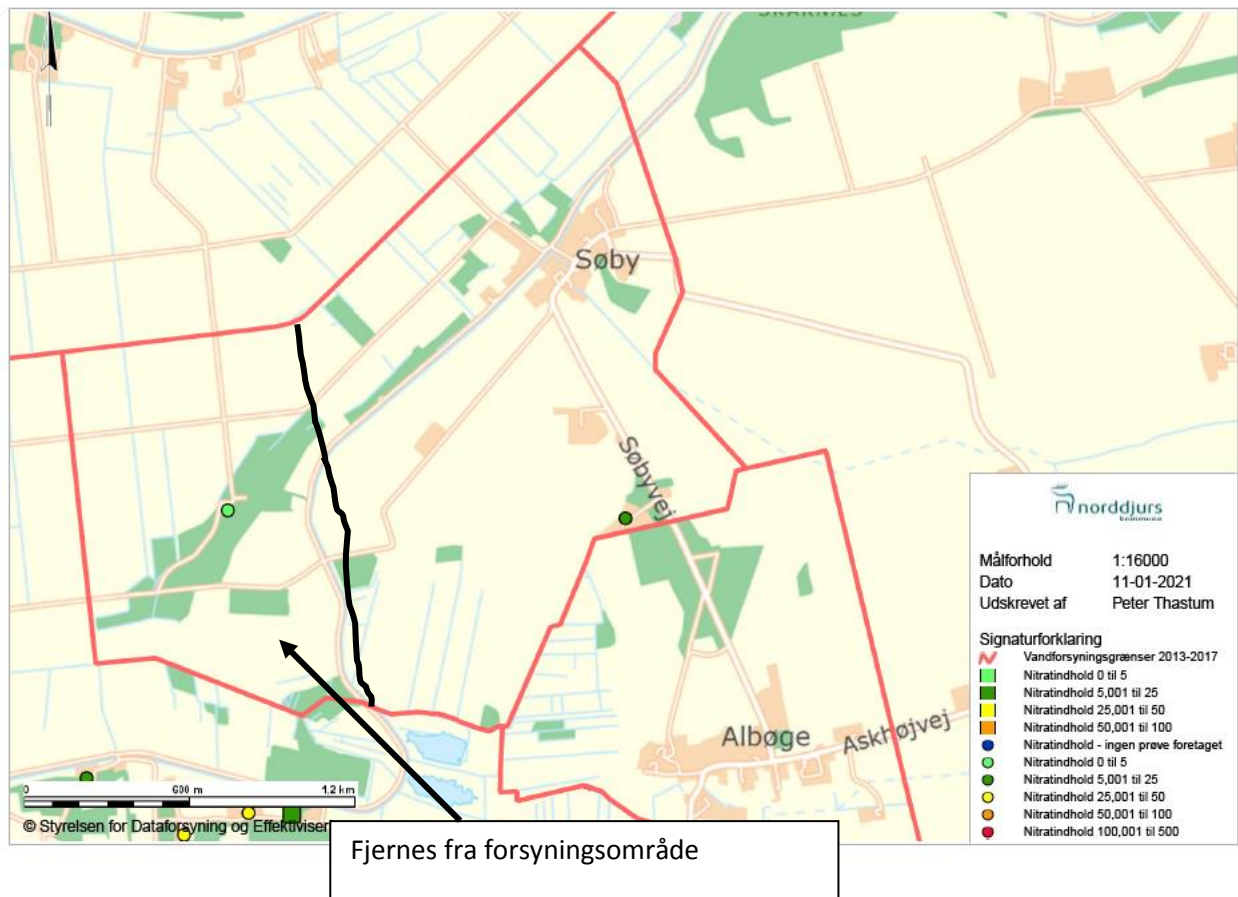 SKARNÆS
Søby
Søbyvej
Albøge
Askhøjvej
norddjurs
kommune
Målforhold 1:16000
Dato 11-01-2021
Udskrevet af Peter Thastum
Signaturforklaring
Vandforsyningsgrænser 2013-2017
Nitratindhold 0 til 5
Nitratindhold 5,001 til 25
Nitratindhold 25,001 til 50
Nitratindhold 50,001 til 100
Nitratindhold - ingen prøve foretaget
Nitratindhold 0 til 5
Nitratindhold 5,001 til 25
Nitratindhold 25,001 til 50
Nitratindhold 50,001 til 100
Nitratindhold 100,001 til 500
0 600 m 1.2 km
© Styrelsen for Dataforsyning og Effektiviser
Fjernes fra forsyningsområde